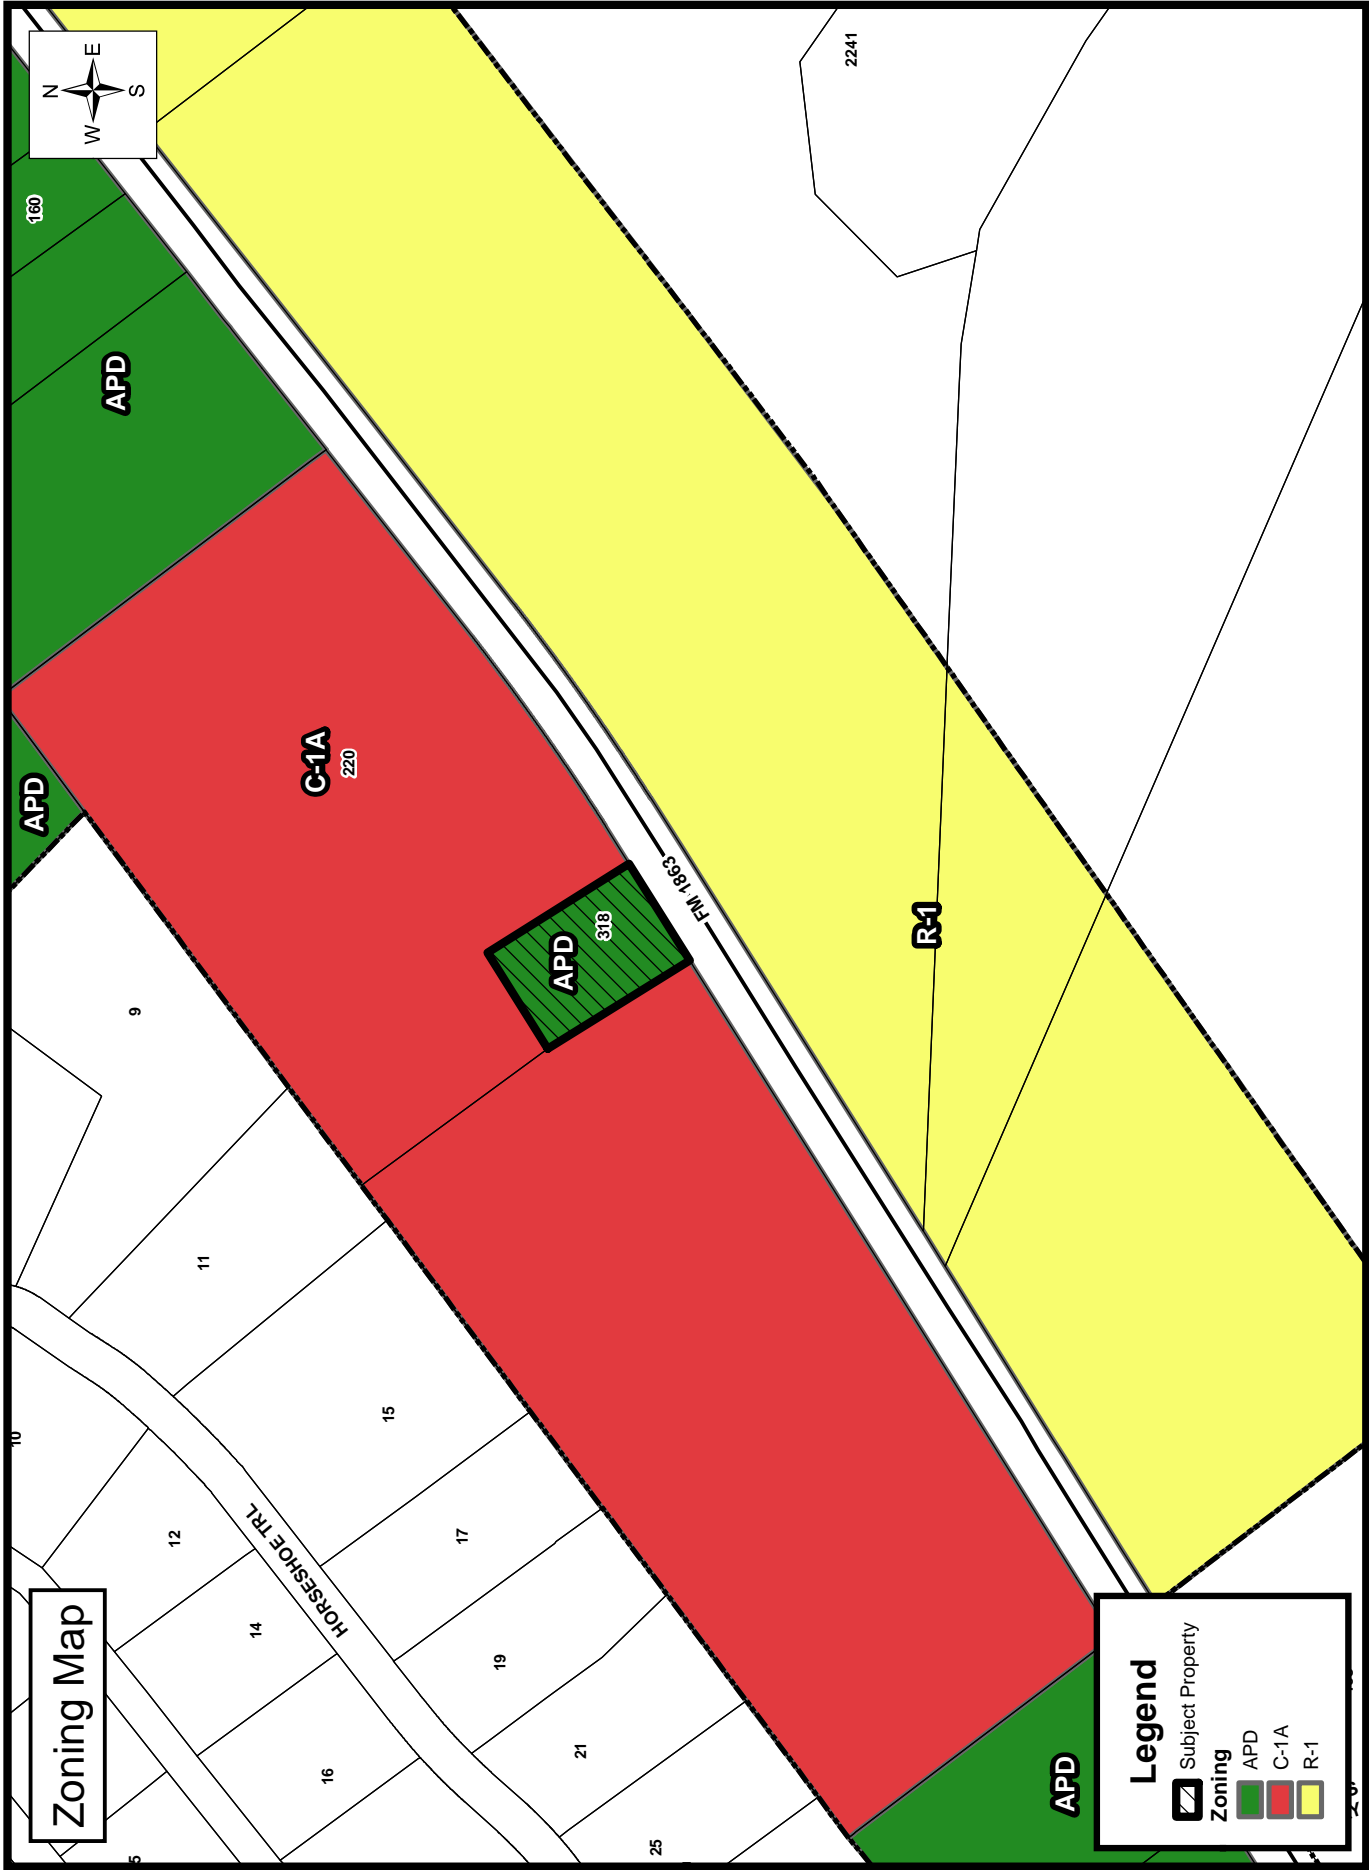 Zoning Map
N
E
S
W
160
APD
APD
C-1A
220
APD
318
FM 1863
R-1
2241
9
11
15
10
12
14
16
17
19
21
25
HORSESHOE TRL
APD
Legend
Subject Property
Zoning
APD
C-1A
R-1